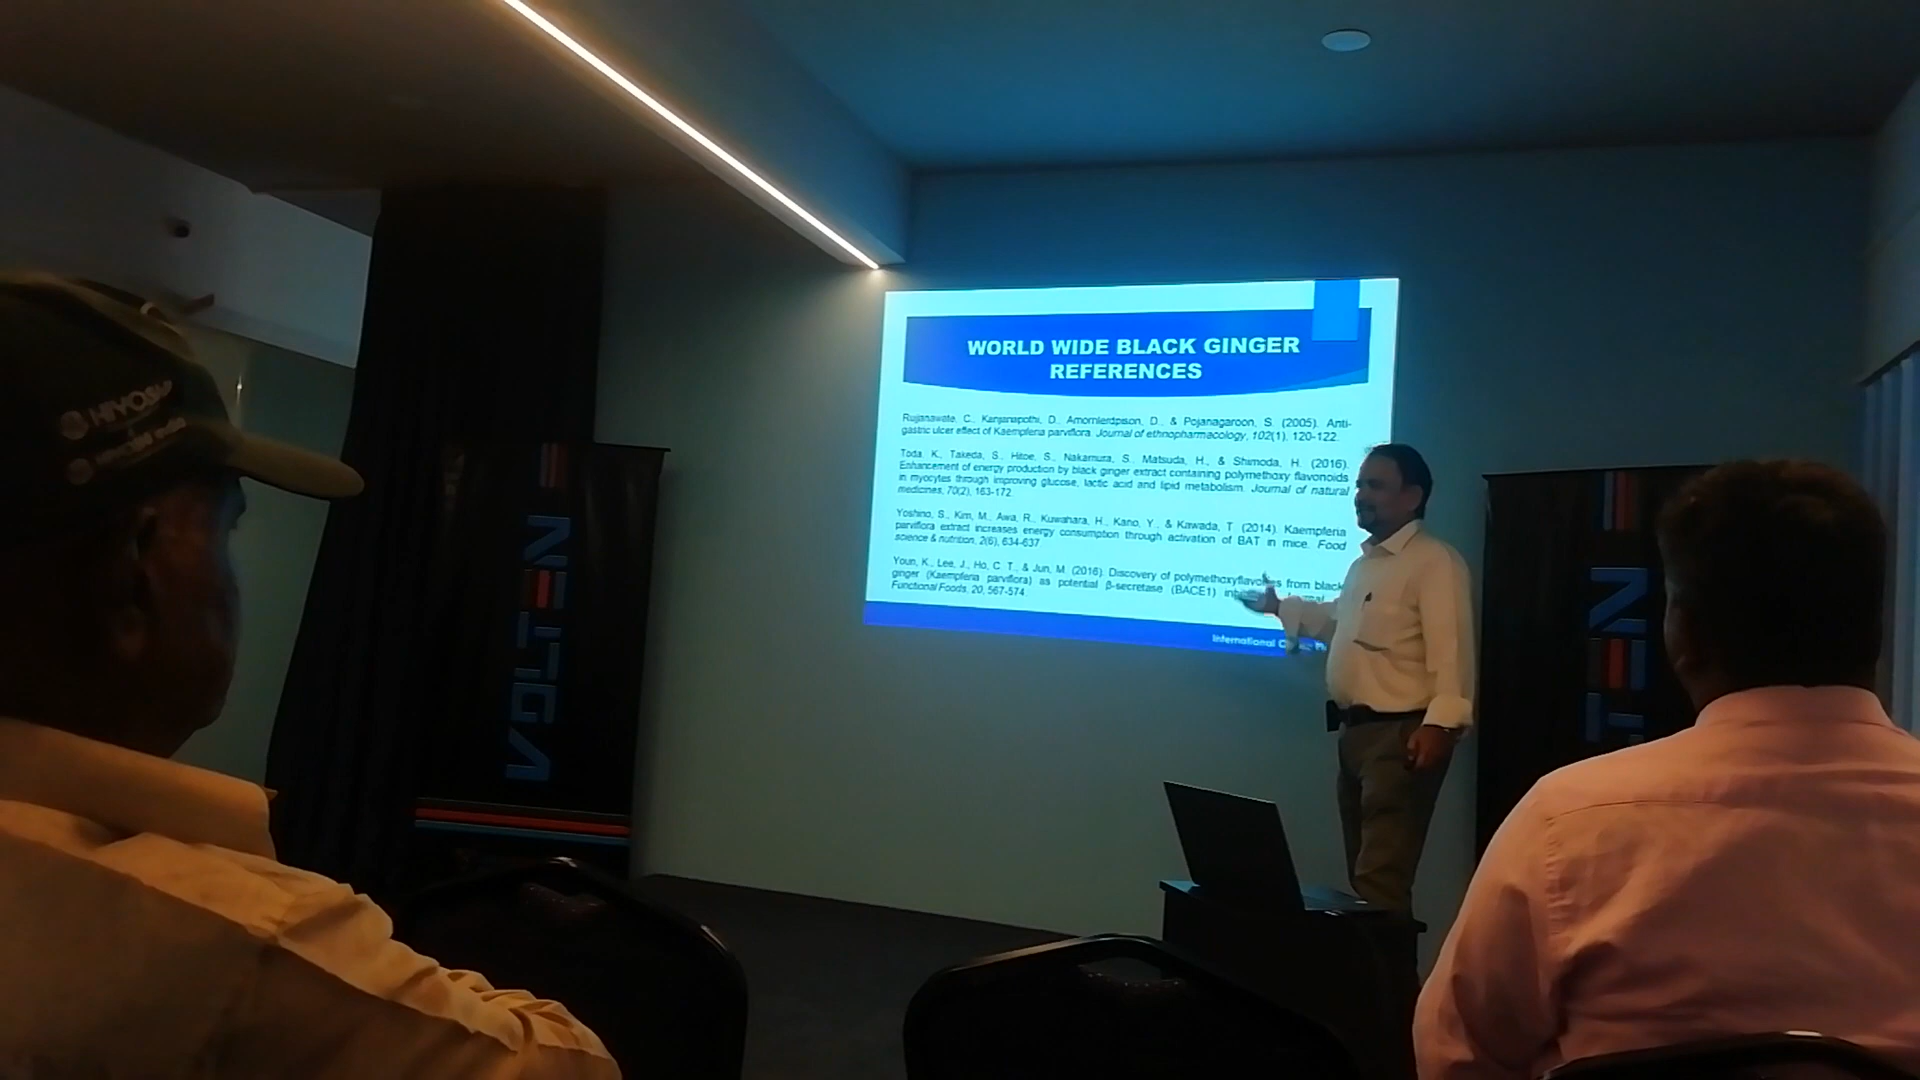 WORLD WIDE BLACK GINGER
REFERENCES
Rujjanawate, C., Kanjanapothi, D., Amornlerdpison, D., & Pojanagaroon, S. (2005). Anti-
gastric ulcer effect of Kaempferia parviflora. Journal of ethnopharmacology, 102(1), 120-122.
Toda, K., Takeda, S., Hitoe, S., Nakamura, S., Matsuda, H., & Shimoda, H. (2016).
Enhancement of energy production by black ginger extract containing polymethoxy flavonoids
in myocytes through improving glucose, lactic acid and lipid metabolism. Journal of natural
medicines, 70(2), 163-172.
Yoshino, S., Kim, M., Awa, R., Kuwahara, H., Kano, Y., & Kawada, T. (2014). Kaempferia
parviflora extract increases energy consumption through activation of BAT in mice. Food
science & nutrition, 2(6), 634-637.
Youn, K., Lee, J., Ho, C. T., & Jun, M. (2016). Discovery of polymethoxyflavones from black
ginger (Kaempferia parviflora) as potential β-secretase (BACE1)
Functional Foods, 20, 567-574
International